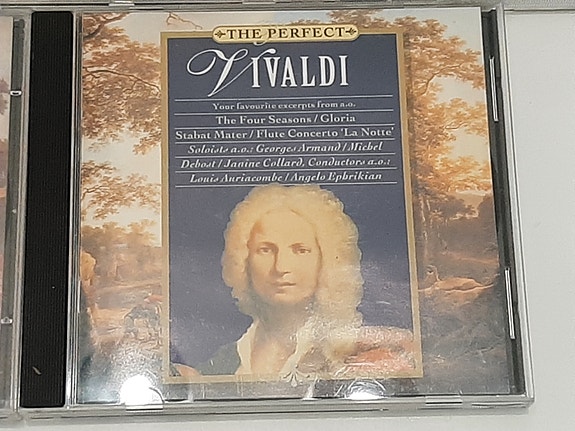 THE PERFECT
VIVALDI
Your favourite excerpts from a.o.
The Four Seasons / Gloria
Stabat Mater / Flute Concerto 'La Notte'
Soloists a.o.: Georges Armand / Michel
Debost / Janine Collard, Conductors a.o.:
Louis Auriacombe / Angelo Ephrikian